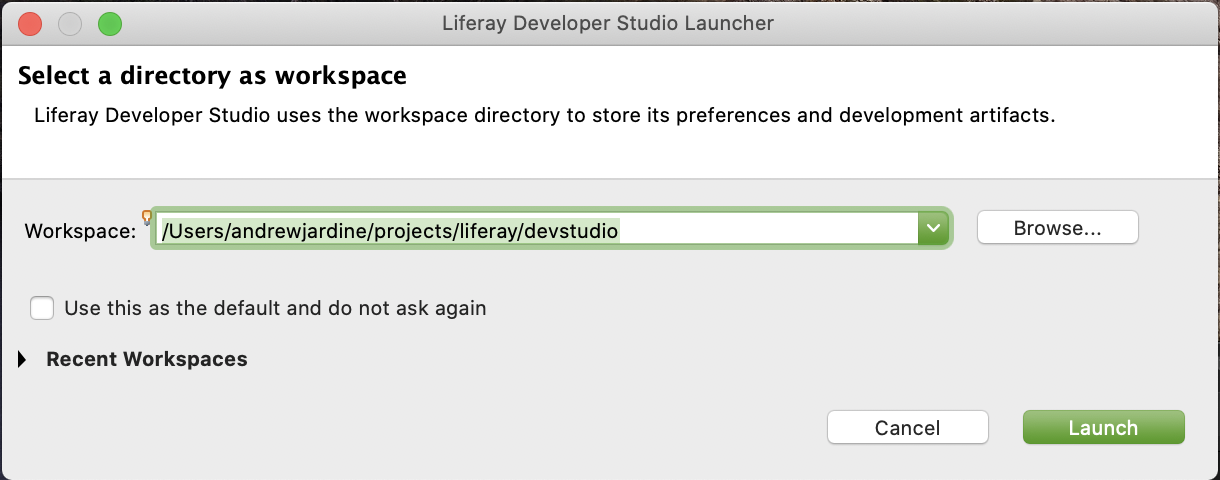 Liferay Developer Studio Launcher
Select a directory as workspace
Liferay Developer Studio uses the workspace directory to store its preferences and development artifacts.
Workspace: /Users/andrewjardine/projects/liferay/devstudio Browse...
Use this as the default and do not ask again
Recent Workspaces
Cancel Launch